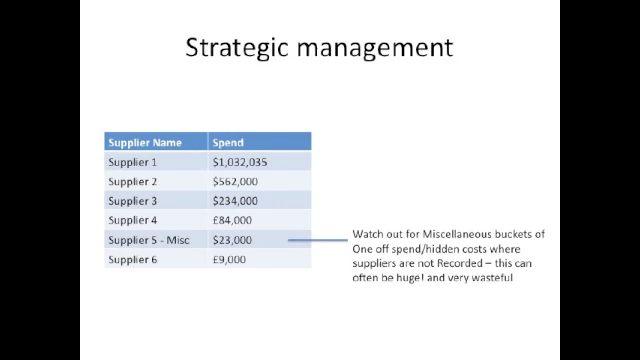 Strategic management
Supplier Name Spend
Supplier 1 $1,032,035
Supplier 2 $562,000
Supplier 3 $234,000
Supplier 4 £84,000
Supplier 5 - Misc $23,000
Supplier 6 £9,000
Watch out for Miscellaneous buckets of
One off spend/hidden costs where
suppliers are not Recorded – this can
often be huge! and very wasteful